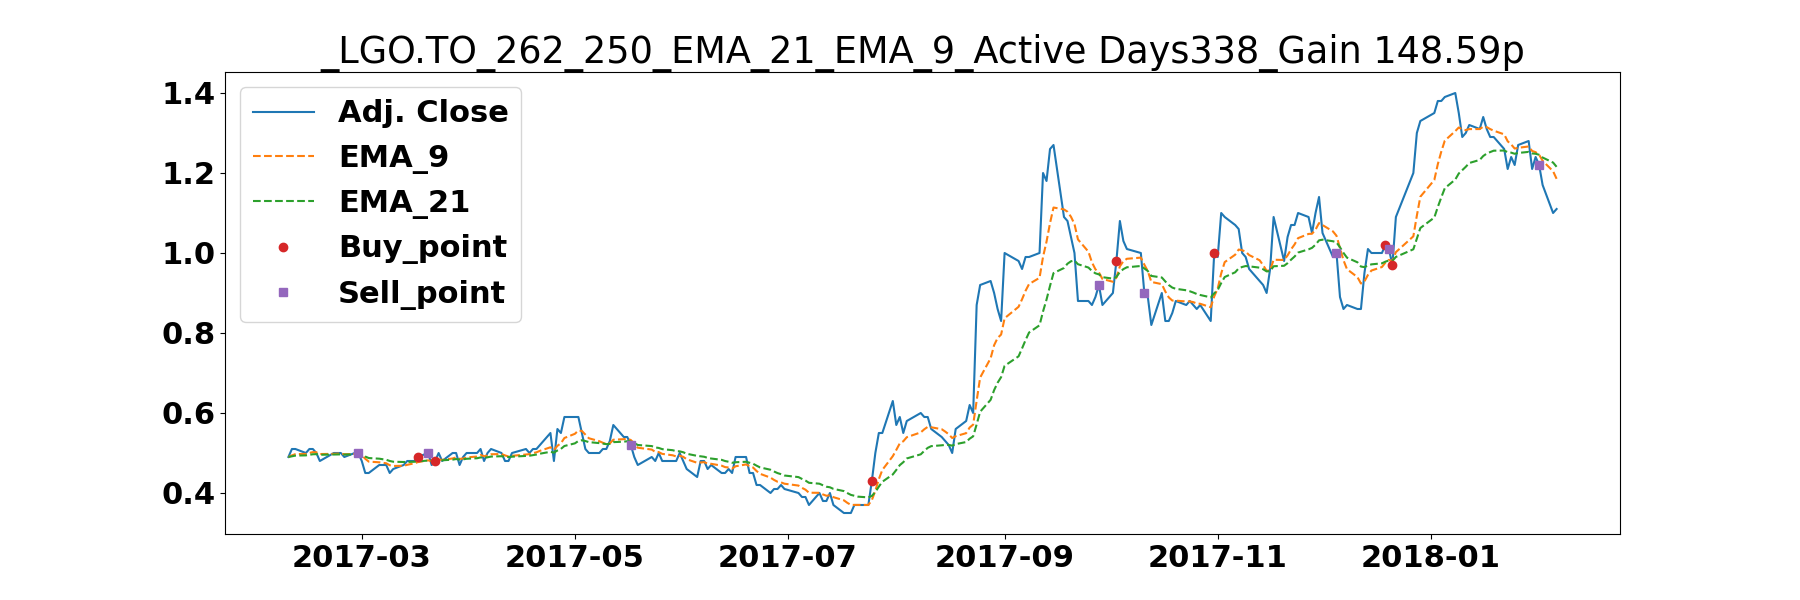 _LGO.TO_262_250_EMA_21_EMA_9_Active Days338_Gain 148.59p
1.4
1.2
1.0
0.8
0.6
0.4
Adj. Close
EMA_9
EMA_21
Buy_point
Sell_point
2017-03 2017-05 2017-07 2017-09 2017-11 2018-01